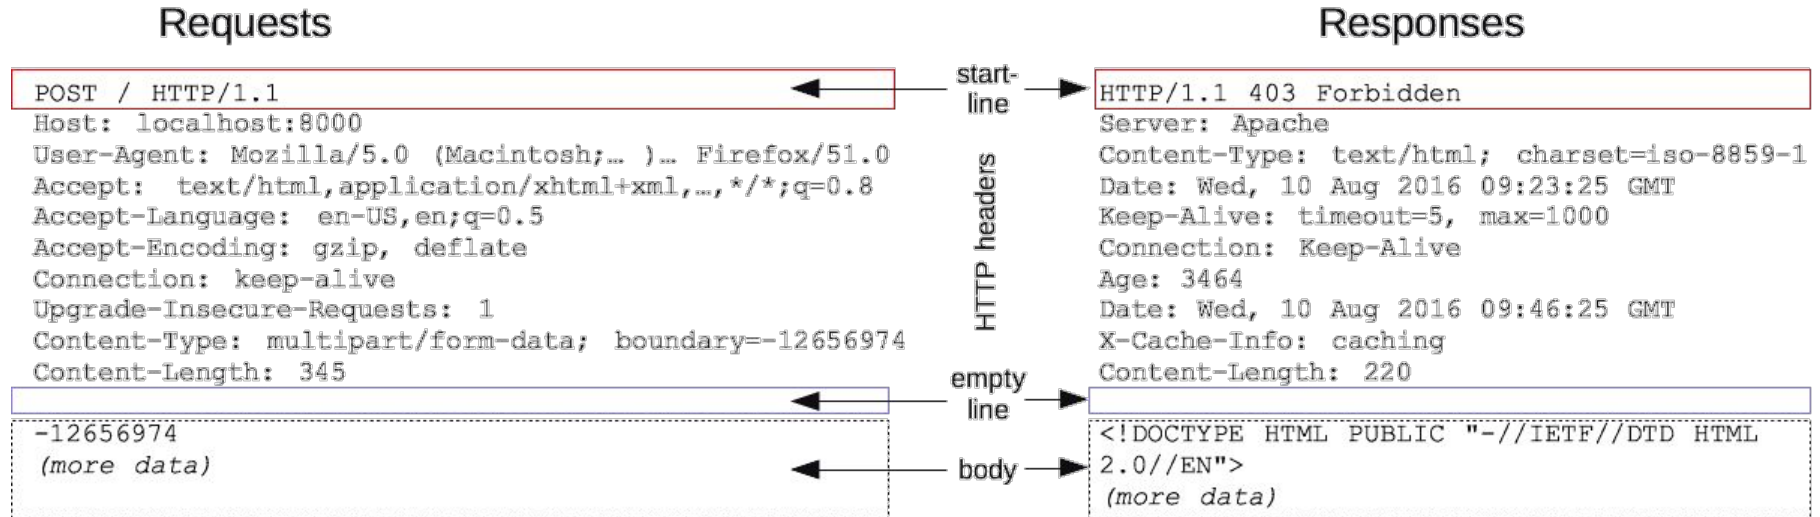 Requests
POST / HTTP/1.1
Host: localhost:8000
User-Agent: Mozilla/5.0 (Macintosh;… )… Firefox/51.0
Accept: text/html,application/xhtml+xml,…,*/*;q=0.8
Accept-Language: en-US,en;q=0.5
Accept-Encoding: gzip, deflate
Connection: keep-alive
Upgrade-Insecure-Requests: 1
Content-Type: multipart/form-data; boundary=-12656974
Content-Length: 345
-12656974
(more data)
start-
line
HTTP headers
empty
line
body
Responses
HTTP/1.1 403 Forbidden
Server: Apache
Content-Type: text/html; charset=iso-8859-1
Date: Wed, 10 Aug 2016 09:23:25 GMT
Keep-Alive: timeout=5, max=1000
Connection: Keep-Alive
Age: 3464
Date: Wed, 10 Aug 2016 09:46:25 GMT
X-Cache-Info: caching
Content-Length: 220
<!DOCTYPE HTML PUBLIC "-//IETF//DTD HTML
2.0//EN">
(more data)